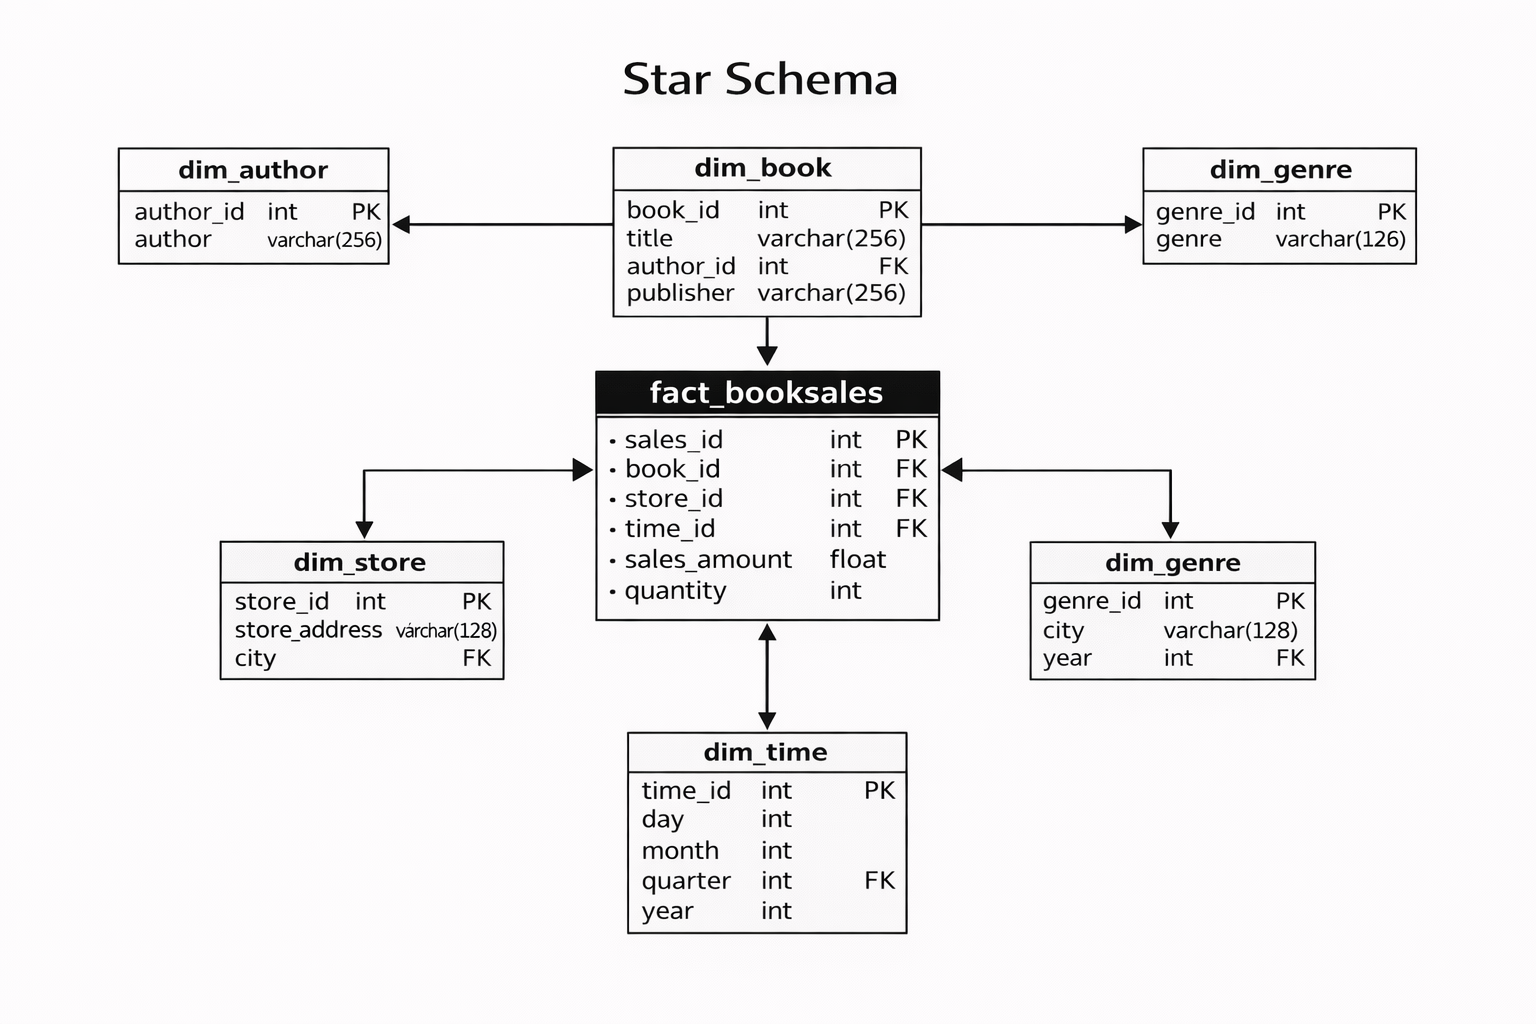 Star Schema
dim_author
author_id int PK
author varchar(256)
dim_book
book_id int PK
title varchar(256)
author_id int FK
publisher varchar(256)
dim_genre
genre_id int PK
genre varchar(126)
fact_booksales
• sales_id int PK
• book_id int FK
• store_id int FK
• time_id int FK
• sales_amount float
• quantity int
dim_store
store_id int PK
store_address várchar(128)
city FK
dim_genre
genre_id int PK
city varchar(128)
year int FK
dim_time
time_id int PK
day int
month int
quarter int FK
year int